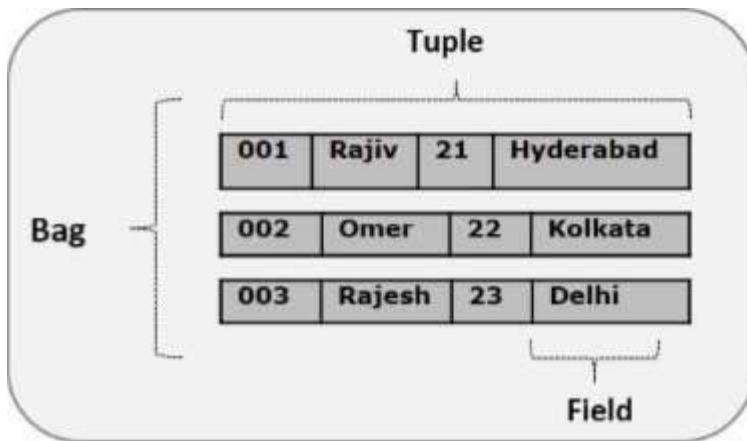 Tuple
001 Rajiv 21 Hyderabad
Bag
002 Omer 22 Kolkata
003 Rajesh 23 Delhi
Field